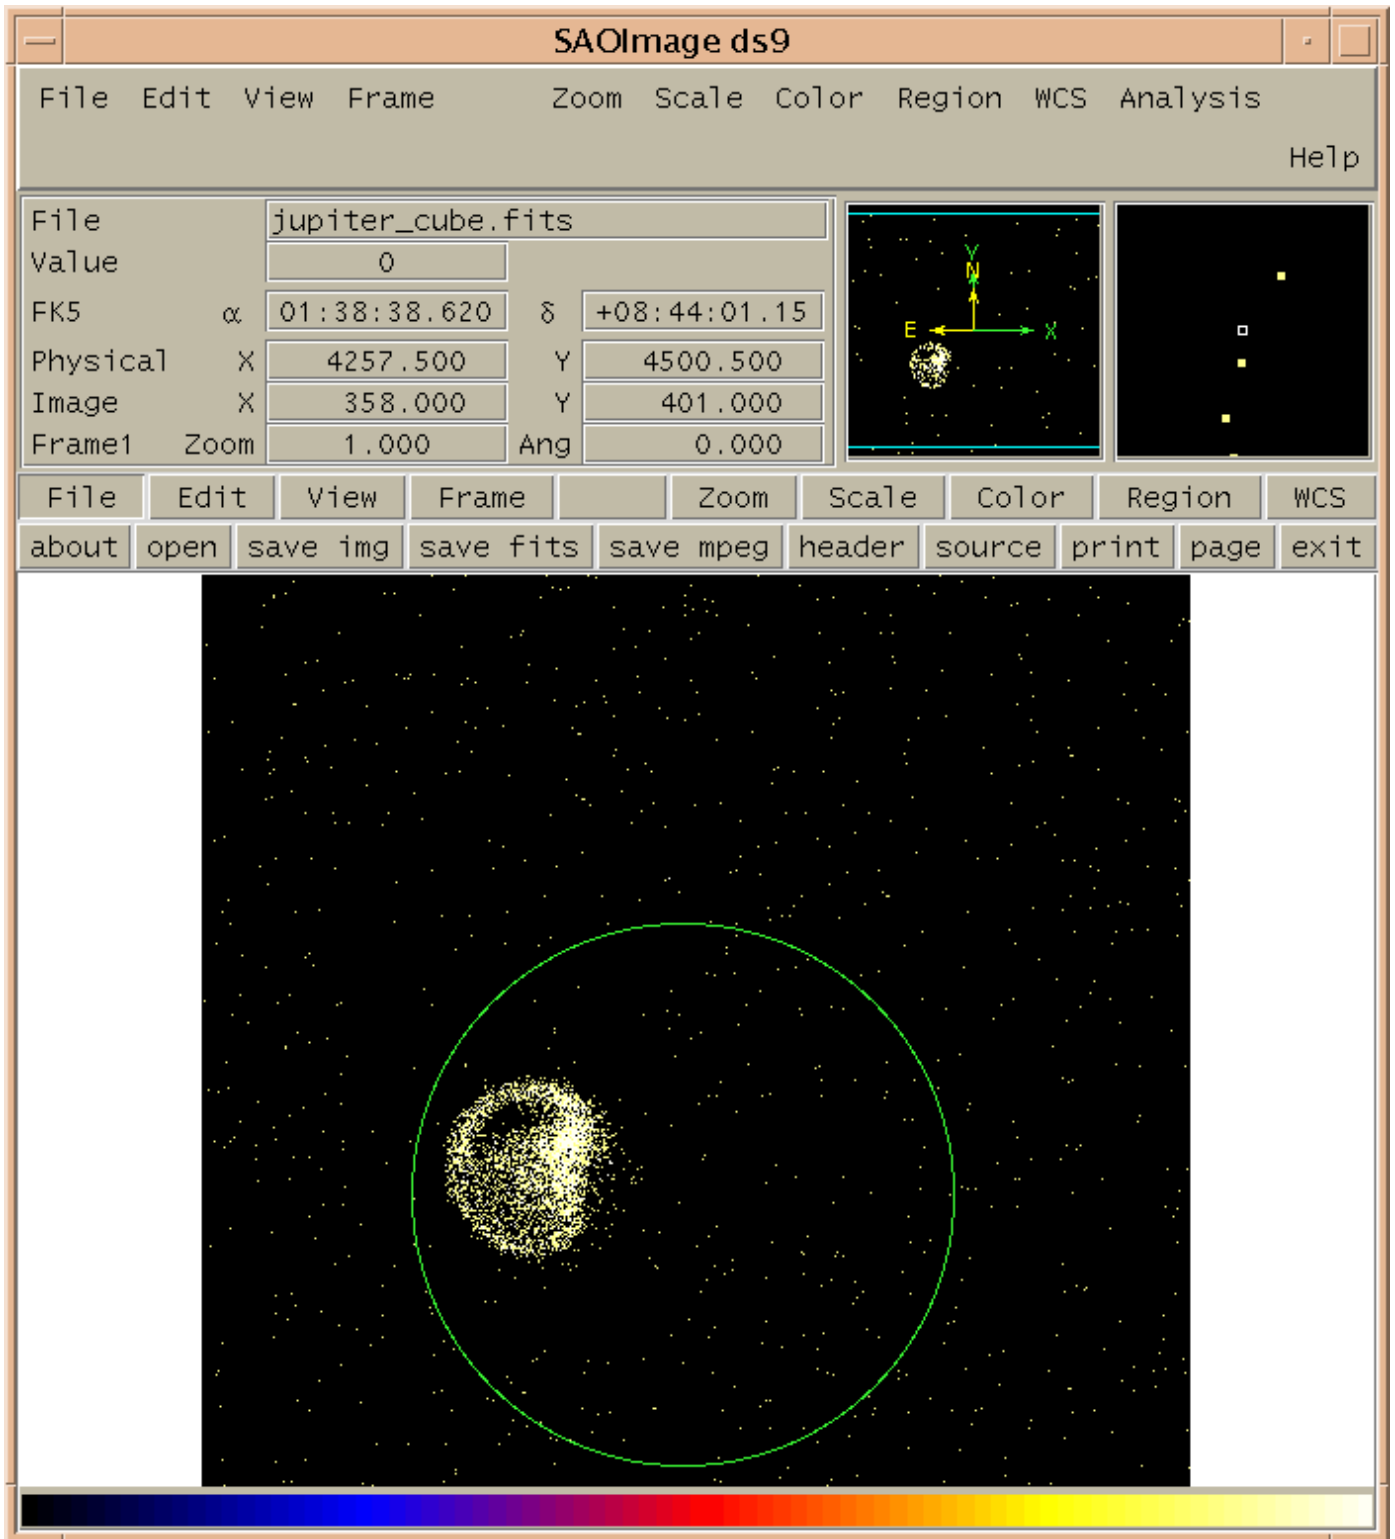 SAOImage ds9
File Edit View Frame Zoom Scale Color Region WCS Analysis
Help
File jupiter_cube.fits
Value 0
FK5 α 01:38:38.620 δ +08:44:01.15
Physical X 4257.500 Y 4500.500
Image X 358.000 Y 401.000
Frame1 Zoom 1.000 Ang 0.000
Y
N
E X
File Edit View Frame Zoom Scale Color Region WCS
about open save img save fits save mpeg header source print page exit